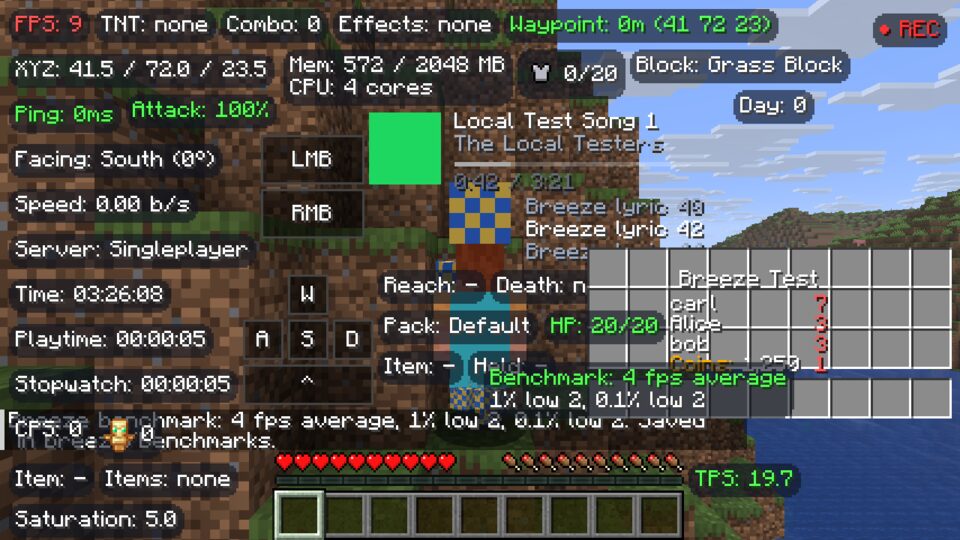 FPS: 9
TNT: none
Combo: 0
Effects: none
Waypoint: 0m (41 72 23)
REC
XYZ: 41.5 / 72.0 / 23.5
Mem: 572 / 2048 MB
CPU: 4 cores
0/20
Block: Grass Block
Ping: 0ms
Attack: 100%
Day: 0
Local Test Song 1
The Local Testers
0:42 / 3:21
Facing: South (0°)
LMB
RMB
Speed: 0.00 b/s
Breeze lyric 40
Breeze lyric 42
Breeze lyric
Server: Singleplayer
Time: 03:26:08
W
A
S
D
^
Reach: -
Death: n
Breeze Test
carl 7
Alice 3
bob 3
Coins: 1,250 1
Playtime: 00:00:05
Pack: Default
HP: 20/20
Item: -
Held: -
Stopwatch: 00:00:05
Benchmark: 4 fps average
1% low 2, 0.1% low 2
Breeze benchmark: 4 fps average, 1% low 2, 0.1% low 2. Saved
in breeze benchmarks.
CPS: 0
0
Item: -
Items: none
TPS: 19.7
Saturation: 5.0